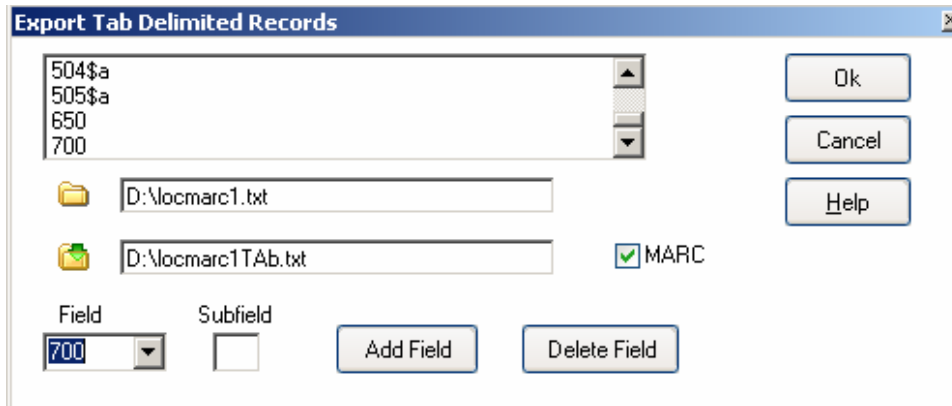 Export Tab Delimited Records
504$a
505$a
650
700
Ok
Cancel
Help
D:\locmarc1.txt
D:\locmarc1TAb.txt
MARC
Field
Subfield
700
Add Field
Delete Field